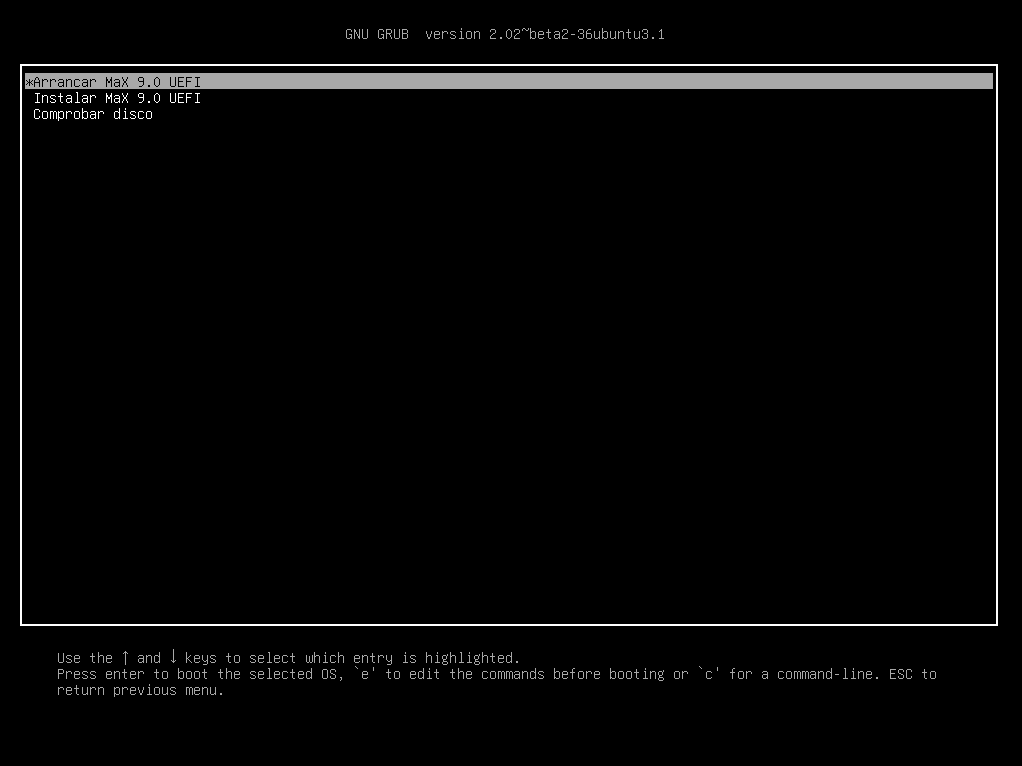 GNU GRUB  version 2.02~beta2-36ubuntu3.1
*Arrancar MaX 9.0 UEFI
Instalar MaX 9.0 UEFI
Comprobar disco
Use the ↑ and ↓ keys to select which entry is highlighted.
Press enter to boot the selected OS, `e' to edit the commands before booting or `c' for a command-line. ESC to
return previous menu.